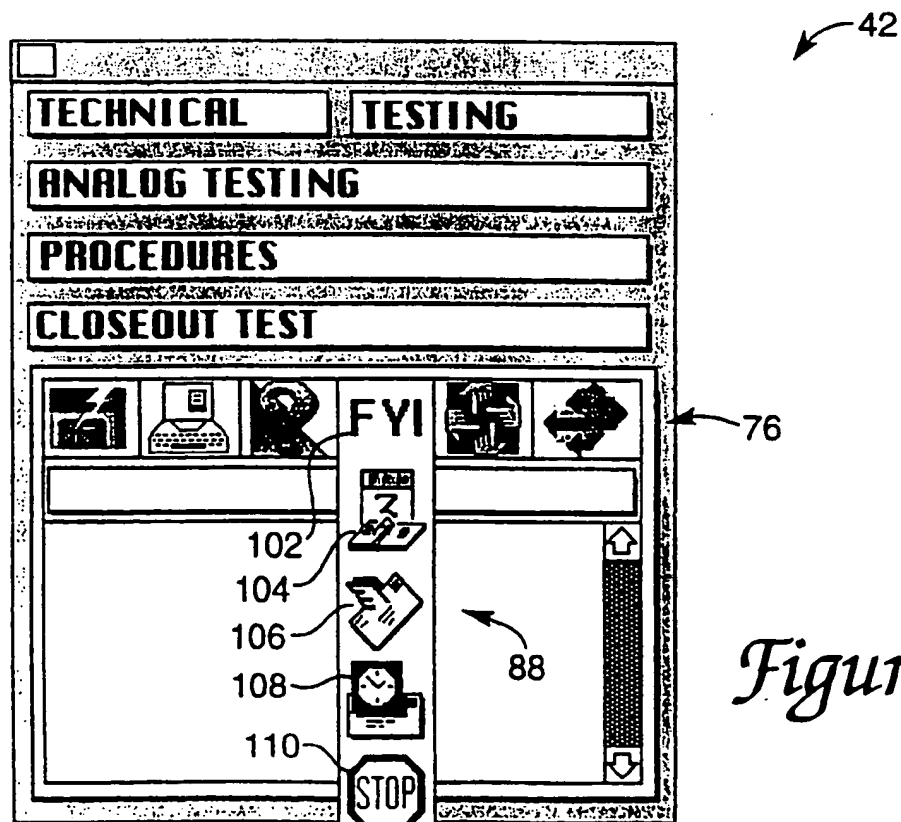 42
TECHNICAL TESTING
ANALOG TESTING
PROCEDURES
CLOSEOUT TEST
R FYI
76
102
104
106
88
108
110
STOP
Figur